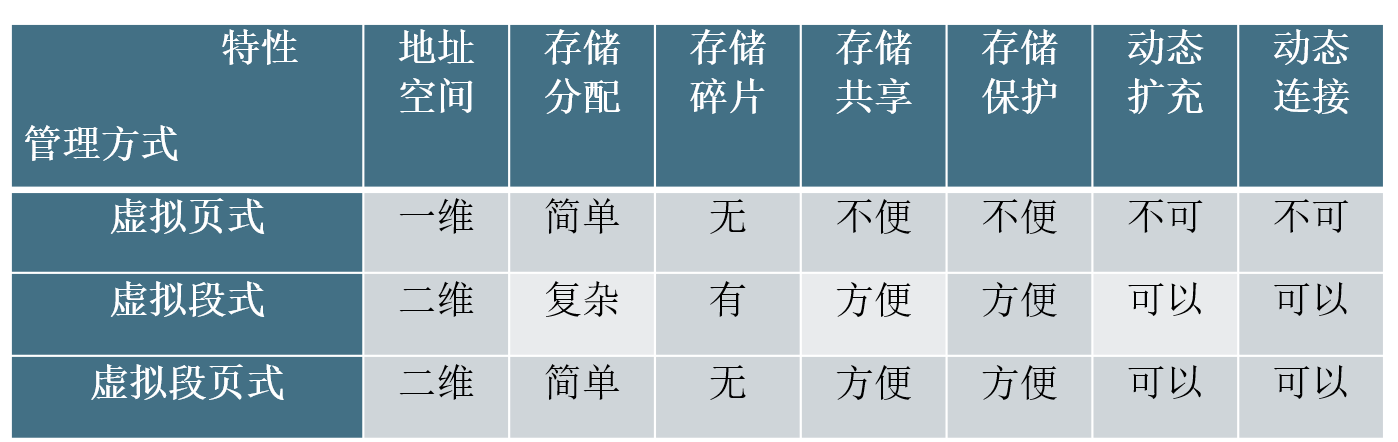 特性 地址 存储 存储 存储 存储 动态 动态
空间 分配 碎片 共享 保护 扩充 连接
管理方式
虚拟页式 一维 简单 无 不便 不便 不可 不可
虚拟段式 二维 复杂 有 方便 方便 可以 可以
虚拟段页式 二维 简单 无 方便 方便 可以 可以